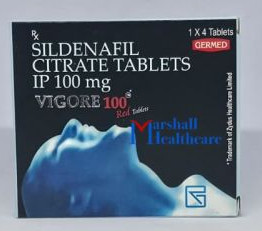 Rx
1 X 4 Tablets
SILDENAFIL
CITRATE TABLETS
IP 100 mg
GERMED
VIGORE 100
Red Tablets
Marshall
Healthcare
* Trademark of Zydus Healthcare Limited